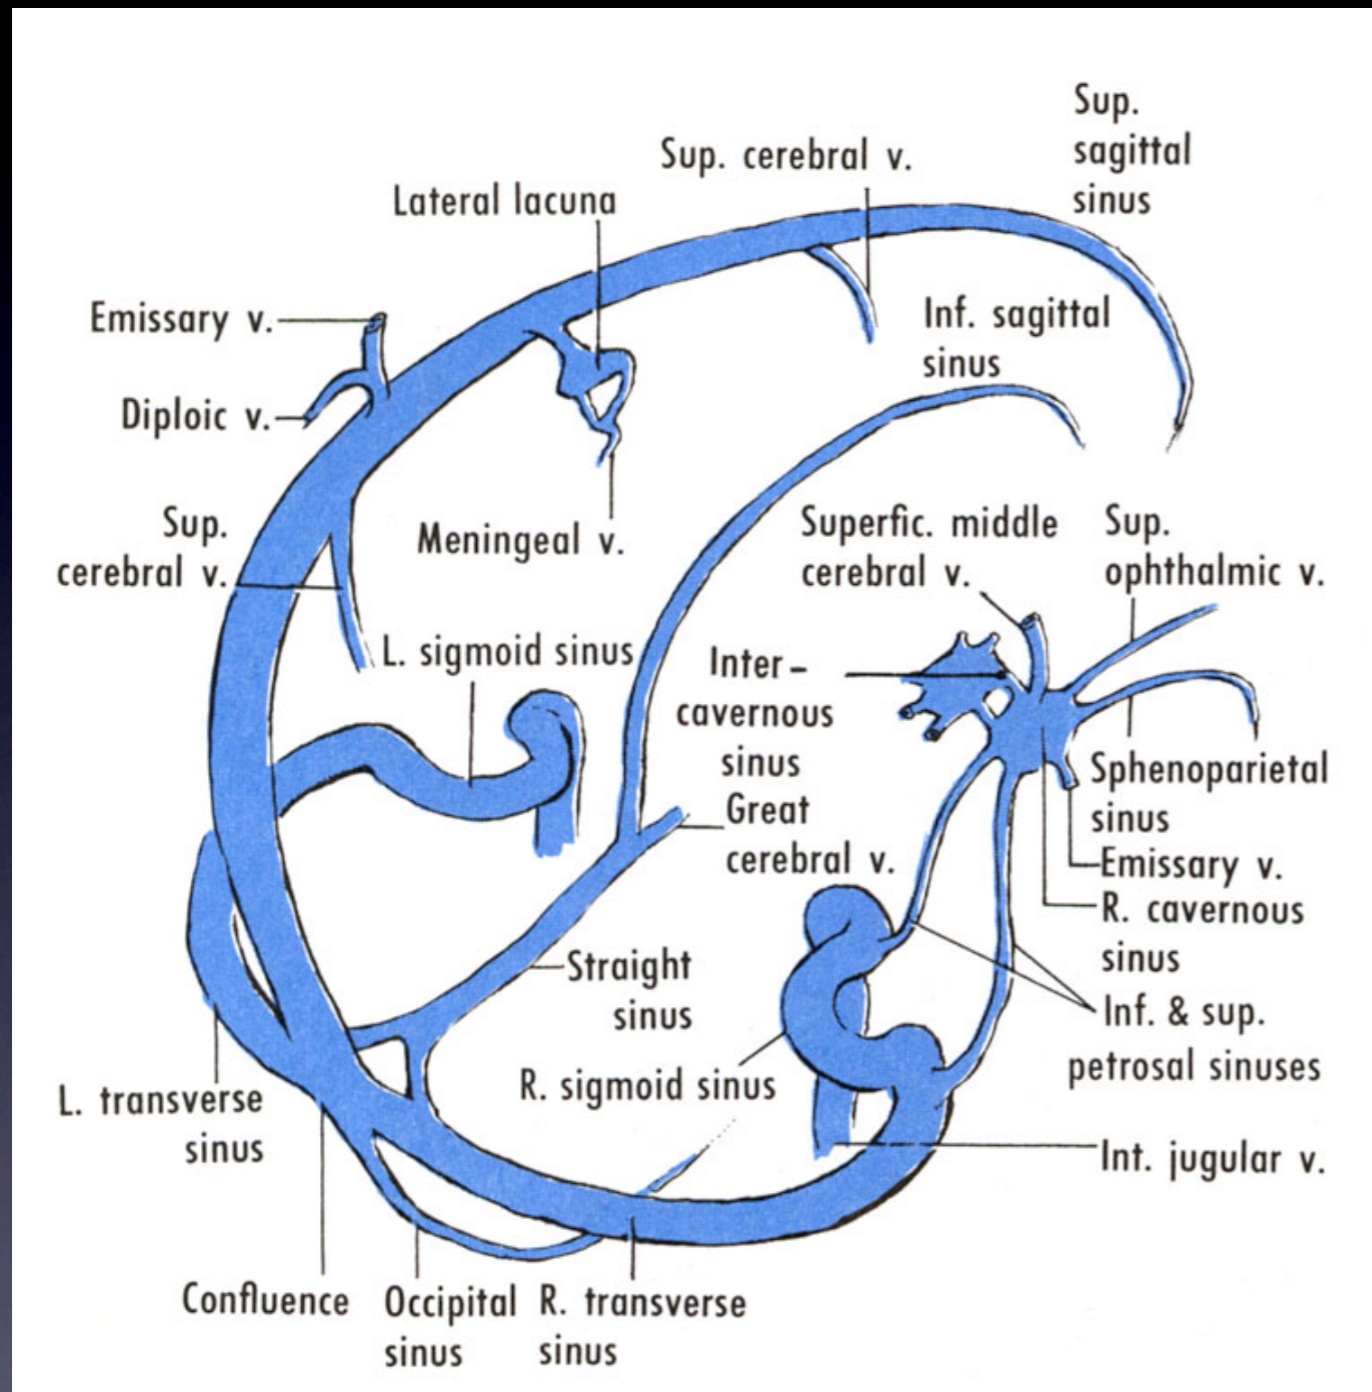 Sup.
sagittal
sinus
Sup. cerebral v.
Lateral lacuna
Emissary v.
Inf. sagittal
sinus
Diploic v.
Sup.
cerebral v.
Meningeal v.
Superfic. middle
cerebral v.
Sup.
ophthalmic v.
L. sigmoid sinus
Inter-
cavernous
sinus
Great
cerebral v.
Sphenoparietal
sinus
Emissary v.
R. cavernous
sinus
Straight
sinus
Inf. & sup.
petrosal sinuses
R. sigmoid sinus
L. transverse
sinus
Int. jugular v.
Confluence
Occipital
sinus
R. transverse
sinus